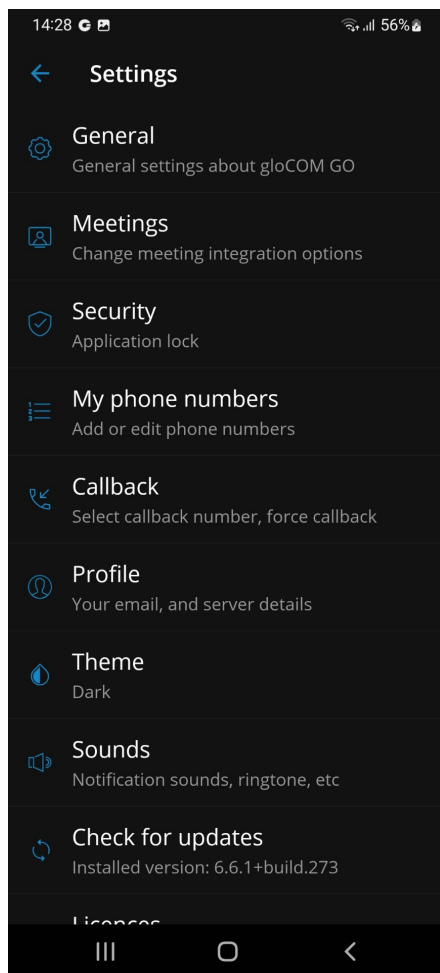 14:28 56%
Settings
General
General settings about gloCOM GO
Meetings
Change meeting integration options
Security
Application lock
My phone numbers
Add or edit phone numbers
Callback
Select callback number, force callback
Profile
Your email, and server details
Theme
Dark
Sounds
Notification sounds, ringtone, etc
Check for updates
Installed version: 6.6.1+build.273
Licences